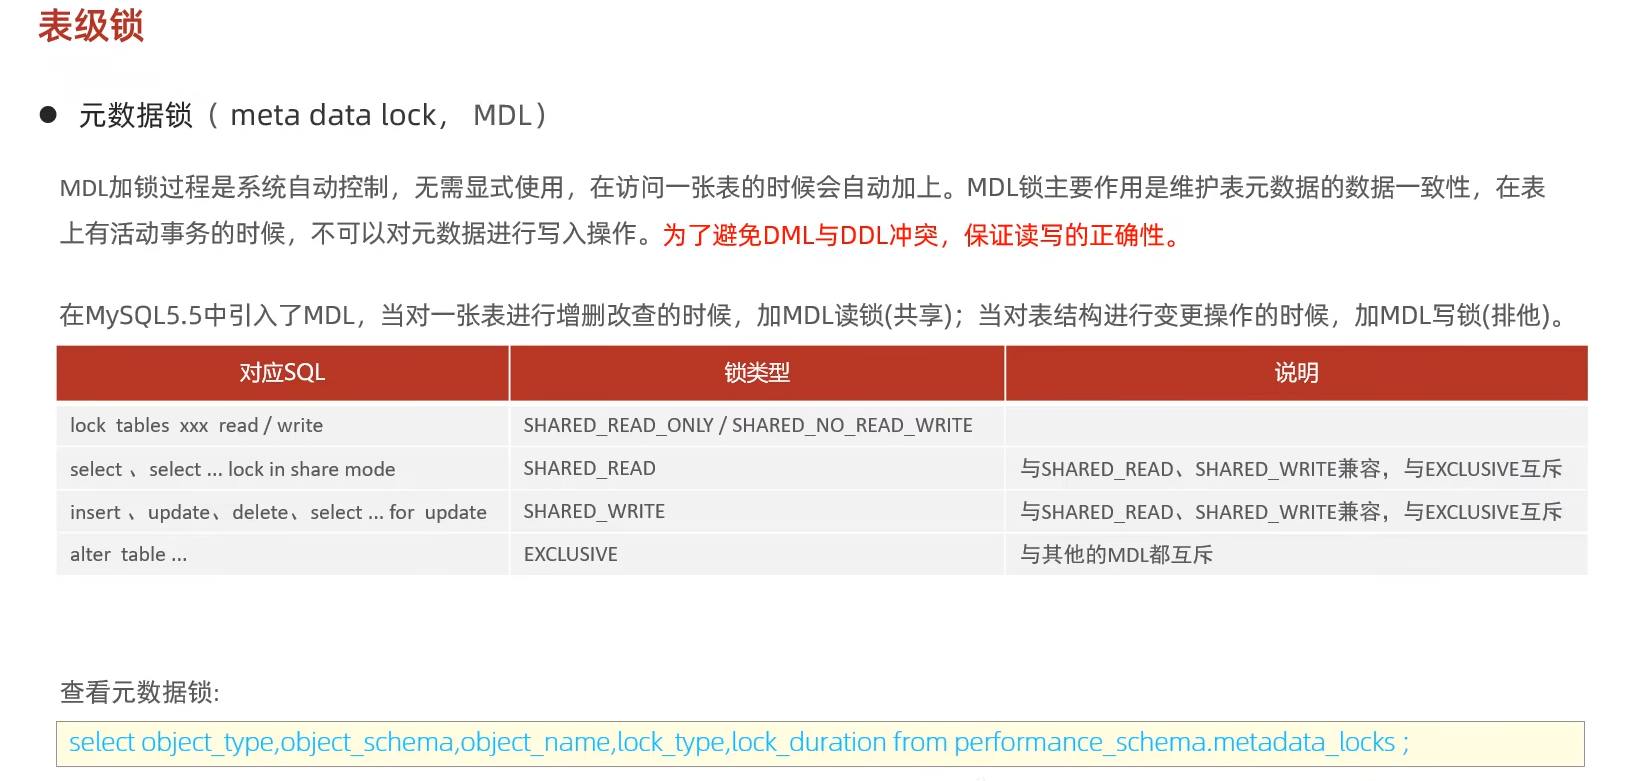 表级锁
元数据锁（ meta data lock， MDL）
MDL加锁过程是系统自动控制，无需显式使用，在访问一张表的时候会自动加上。MDL锁主要作用是维护表元数据的数据一致性，在表
上有活动事务的时候，不可以对元数据进行写入操作。为了避免DML与DDL冲突，保证读写的正确性。
在MySQL5.5中引入了MDL，当对一张表进行增删改查的时候，加MDL读锁(共享)；当对表结构进行变更操作的时候，加MDL写锁(排他)。
对应SQL 锁类型 说明
lock tables xxx read / write SHARED_READ_ONLY / SHARED_NO_READ_WRITE
select 、select ... lock in share mode SHARED_READ 与SHARED_READ、SHARED_WRITE兼容，与EXCLUSIVE互斥
insert 、update、delete、select ... for update SHARED_WRITE 与SHARED_READ、SHARED_WRITE兼容，与EXCLUSIVE互斥
alter table ... EXCLUSIVE 与其他的MDL都互斥
查看元数据锁:
select object_type,object_schema,object_name,lock_type,lock_duration from performance_schema.metadata_locks ;